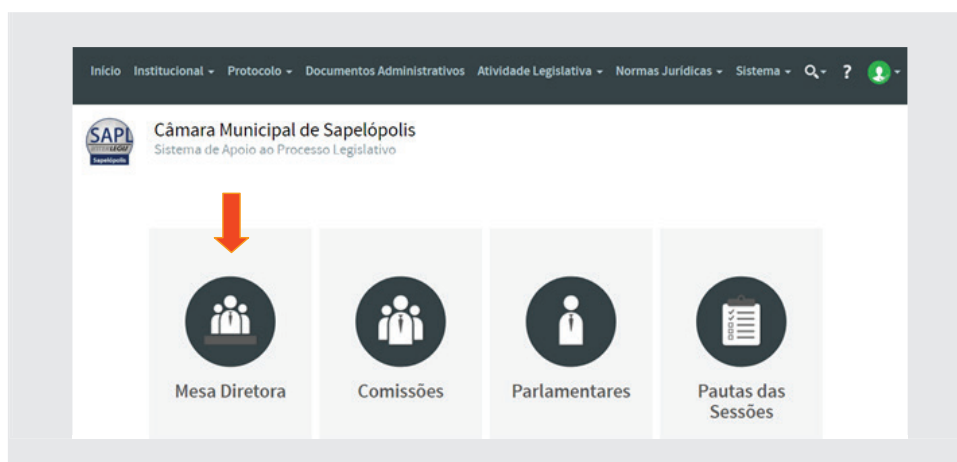 Início Institucional Protocolo Documentos Administrativos Atividade Legislativa Normas Jurídicas Sistema ?
SAPL
INTERLEGIS
Sapelópolis
Câmara Municipal de Sapelópolis
Sistema de Apoio ao Processo Legislativo
Mesa Diretora Comissões Parlamentares Pautas das
Sessões